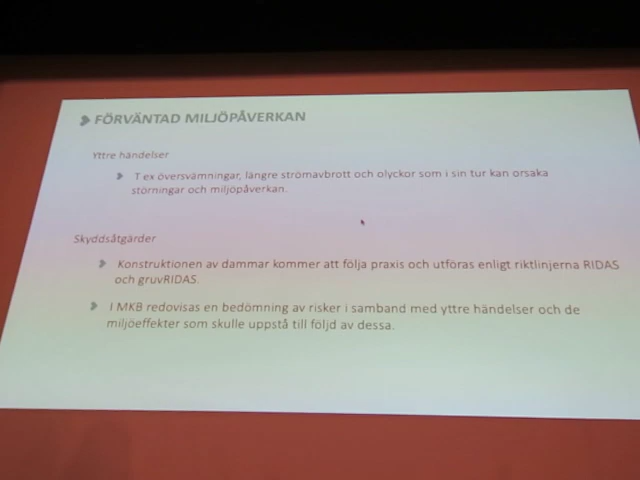 FÖRVÄNTAD MILJÖPÅVERKAN
Yttre händelser
T ex översvämningar, längre strömavbrott och olyckor som i sin tur kan orsaka
störningar och miljöpåverkan.
Skyddsåtgärder
Konstruktionen av dammar kommer att följa praxis och utföras enligt riktlinjerna RIDAS
och gruvRIDAS.
I MKB redovisas en bedömning av risker i samband med yttre händelser och de
miljöeffekter som skulle uppstå till följd av dessa.